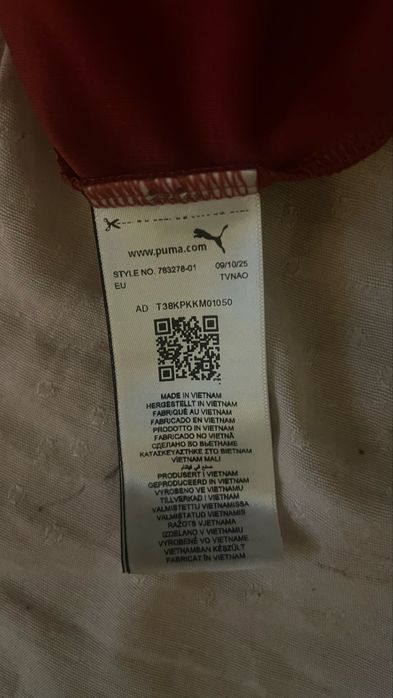 www.puma.com
STYLE NO. 783278-01 09/10/25
EU TVNAO
AD T38KPKKM01050
MADE IN VIETNAM
HERGESTELLT IN VIETNAM
FABRIQUÉ AU VIETNAM
FABRICADO EN VIETNAM
PRODOTTO IN VIETNAM
FABRICADO NO VIETNÃ
СДЕЛАНО ВО ВЬЕТНАМЕ
ΚΑΤΑΣΚΕΥΑΣΤΗΚΕ ΣΤΟ ΒΙΕΤΝΑΜ
VIETNAM MALI
صنع في فيتنام
PRODUSERT I VIETNAM
GEPRODUCEERD IN VIETNAM
VYROBENO VE VIETNAMU
TILLVERKAD I VIETNAM
VALMISTETTU VIETNAMISSA
VALMISTATUD VIETNAMIS
RAŽOTS VJETNAMA
IZDELANO V VIETNAMU
VYROBENÉ VO VIETNAME
VIETNAMBAN KÉSZÜLT
FABRICAT ÎN VIETNAM